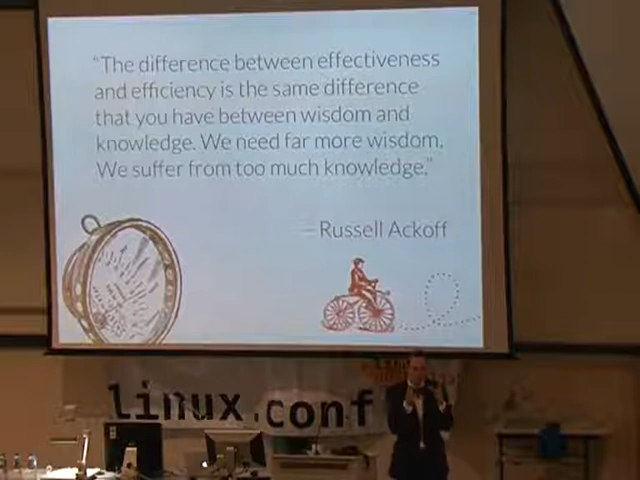 “The difference between effectiveness
and efficiency is the same difference
that you have between wisdom and
knowledge. We need far more wisdom.
We suffer from too much knowledge.”
– Russell Ackoff
linux.conf